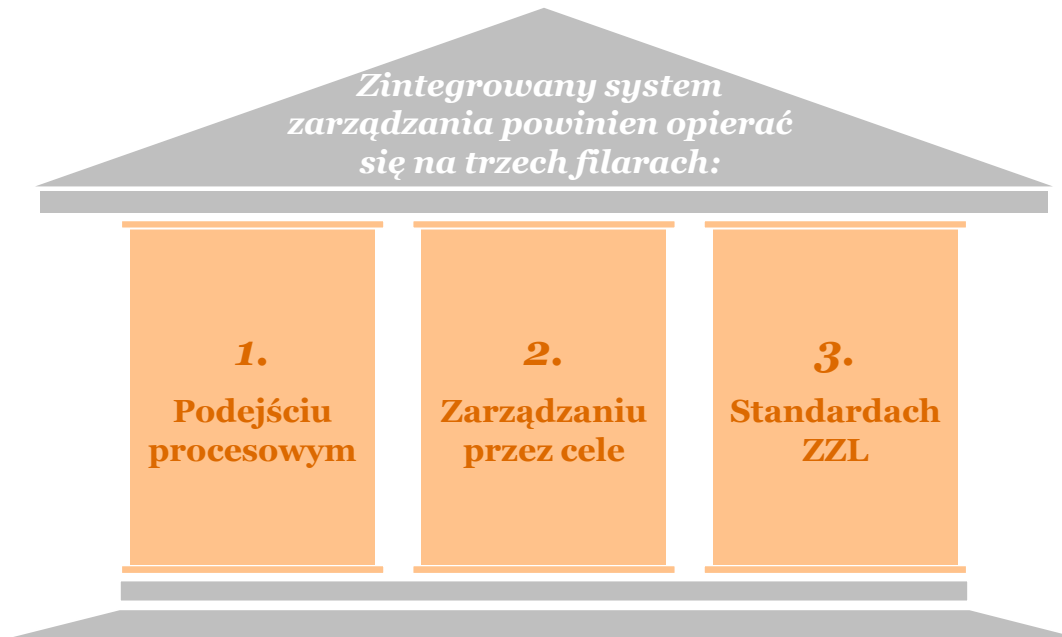 Zintegrowany system
zarządzania powinien opierać
się na trzech filarach:
1.
Podejściu
procesowym
2.
Zarządzaniu
przez cele
3.
Standardach
ZZL